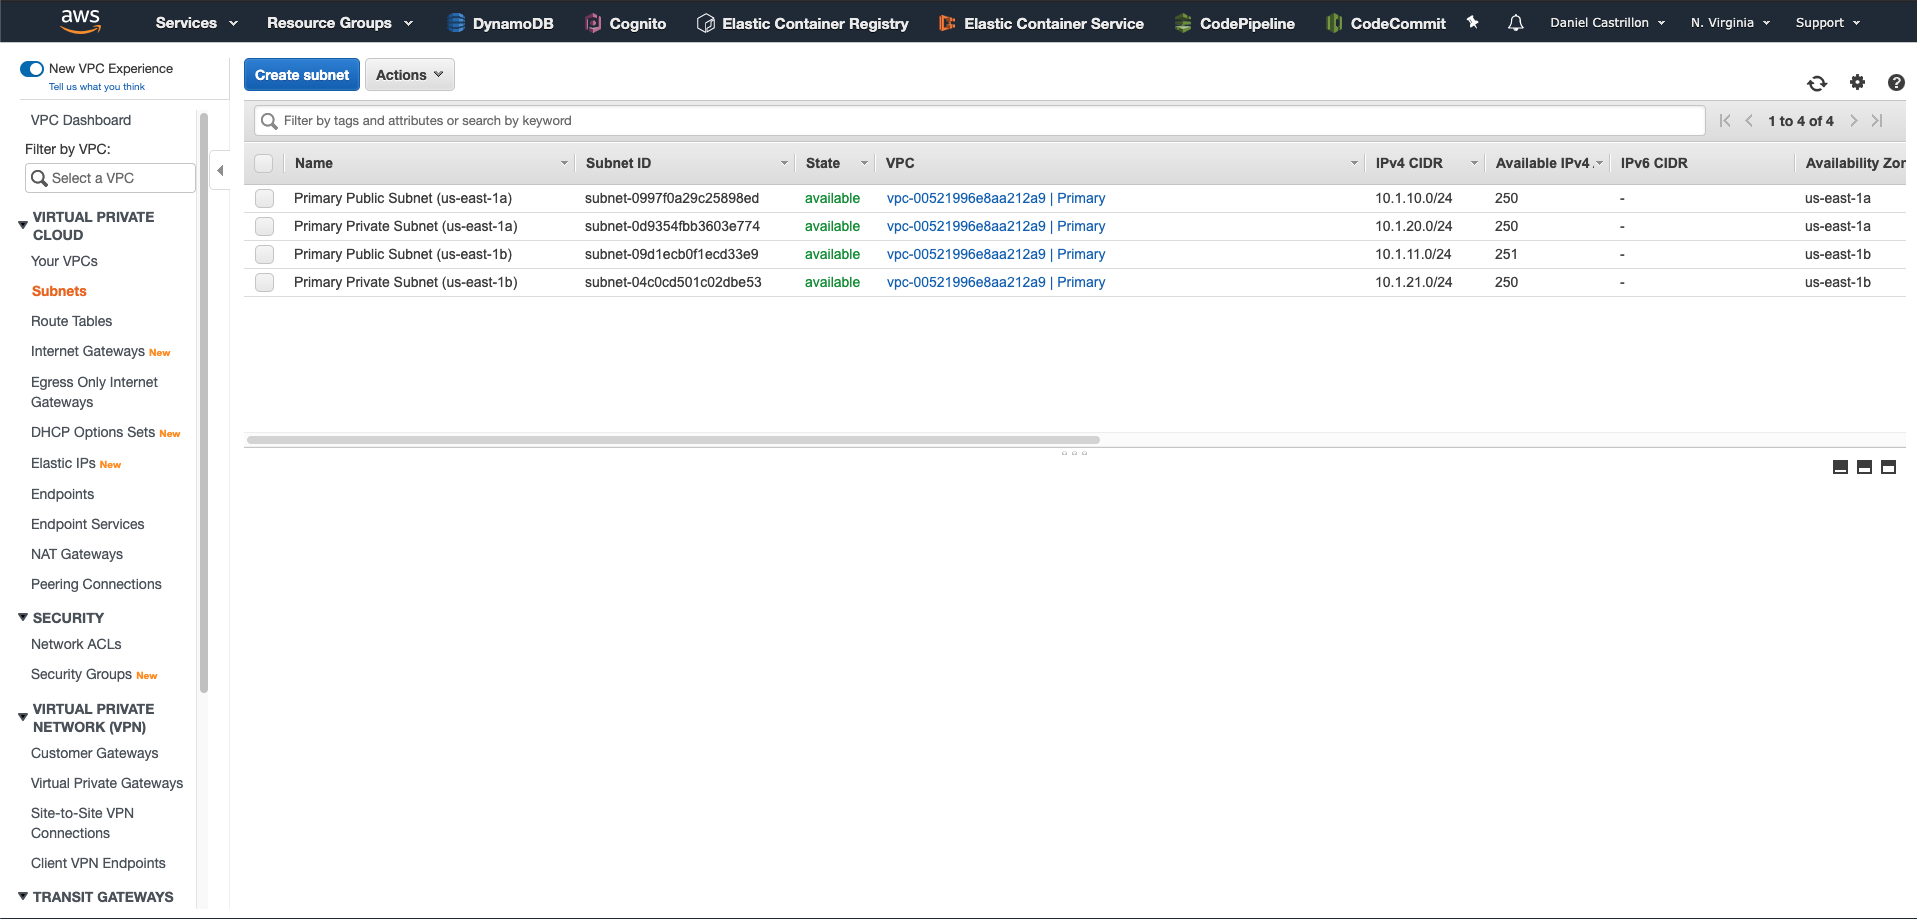 aws Services Resource Groups DynamoDB Cognito Elastic Container Registry Elastic Container Service CodePipeline CodeCommit Daniel Castrillon N. Virginia Support
New VPC Experience
Tell us what you think
VPC Dashboard
Filter by VPC:
Select a VPC
VIRTUAL PRIVATE
CLOUD
Your VPCs
Subnets
Route Tables
Internet Gateways New
Egress Only Internet
Gateways
DHCP Options Sets New
Elastic IPs New
Endpoints
Endpoint Services
NAT Gateways
Peering Connections
SECURITY
Network ACLs
Security Groups New
VIRTUAL PRIVATE
NETWORK (VPN)
Customer Gateways
Virtual Private Gateways
Site-to-Site VPN
Connections
Client VPN Endpoints
TRANSIT GATEWAYS
Create subnet Actions
Filter by tags and attributes or search by keyword 1 to 4 of 4
Name Subnet ID State VPC IPv4 CIDR Available IPv4 IPv6 CIDR Availability Zon
Primary Public Subnet (us-east-1a) subnet-0997f0a29c25898ed available vpc-00521996e8aa212a9 | Primary 10.1.10.0/24 250 - us-east-1a
Primary Private Subnet (us-east-1a) subnet-0d9354fbb3603e774 available vpc-00521996e8aa212a9 | Primary 10.1.20.0/24 250 - us-east-1a
Primary Public Subnet (us-east-1b) subnet-09d1ecb0f1ecd33e9 available vpc-00521996e8aa212a9 | Primary 10.1.11.0/24 251 - us-east-1b
Primary Private Subnet (us-east-1b) subnet-04c0cd501c02dbe53 available vpc-00521996e8aa212a9 | Primary 10.1.21.0/24 250 - us-east-1b